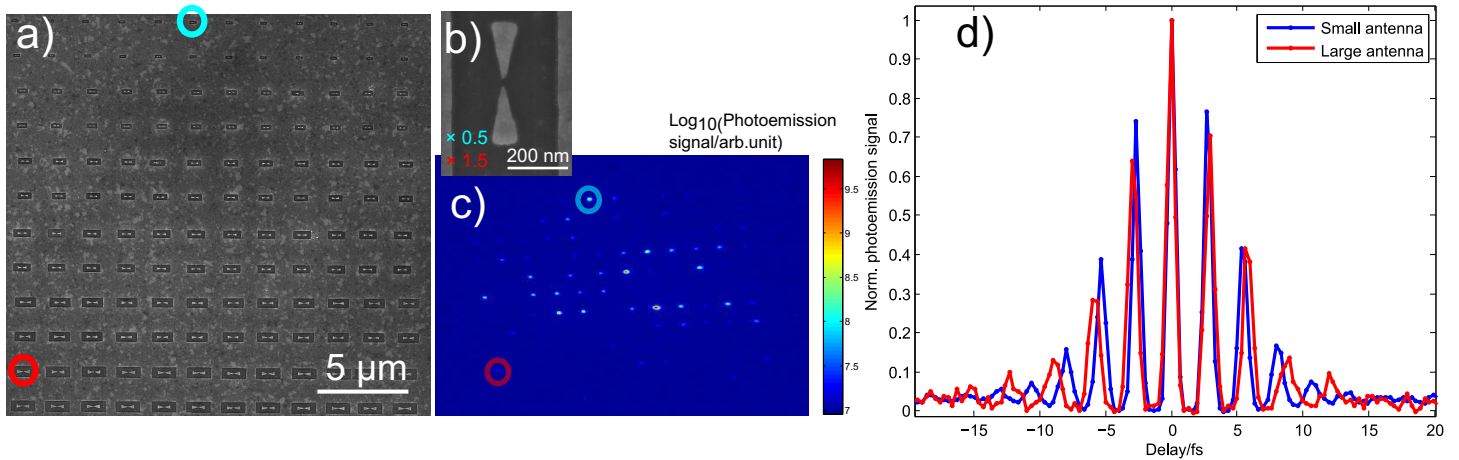 a)
5 µm
b)
× 0.5
× 1.5
200 nm
Log10(Photoemission
signal/arb.unit)
c)
9.5
9
8.5
8
7.5
7
d)
Small antenna
Large antenna
Norm. photoemission signal
1
0.9
0.8
0.7
0.6
0.5
0.4
0.3
0.2
0.1
0
−15
−10
−5
0
5
10
15
20
Delay/fs